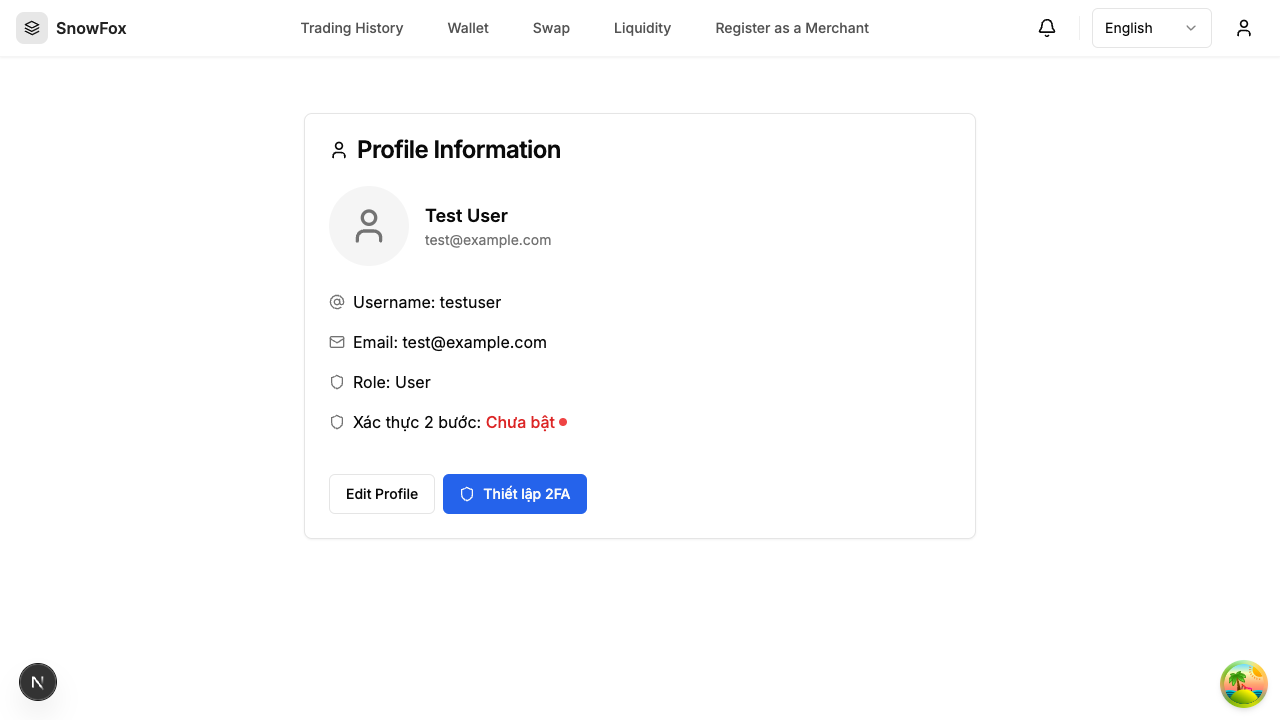 SnowFox
Trading History
Wallet
Swap
Liquidity
Register as a Merchant
English
Profile Information
Test User
test@example.com
Username: testuser
Email: test@example.com
Role: User
Xác thực 2 bước: Chưa bật
Edit Profile
Thiết lập 2FA
N